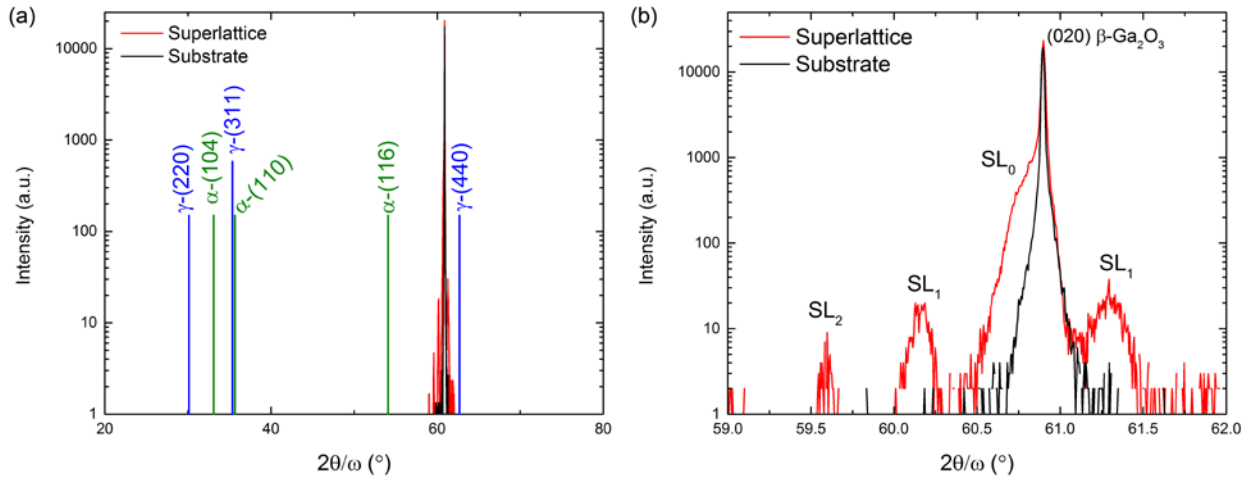 (a)
Superlattice
Substrate
γ-(220)
α-(104)
γ-(311)
α-(110)
α-(116)
γ-(440)
Intensity (a.u.)
10000
1000
100
10
1
20
40
60
80
2θ/ω (°)
(b)
Superlattice
Substrate
(020) β-Ga₂O₃
SL₀
SL₁
SL₁
SL₂
Intensity (a.u.)
10000
1000
100
10
1
59.0
59.5
60.0
60.5
61.0
61.5
62.0
2θ/ω (°)